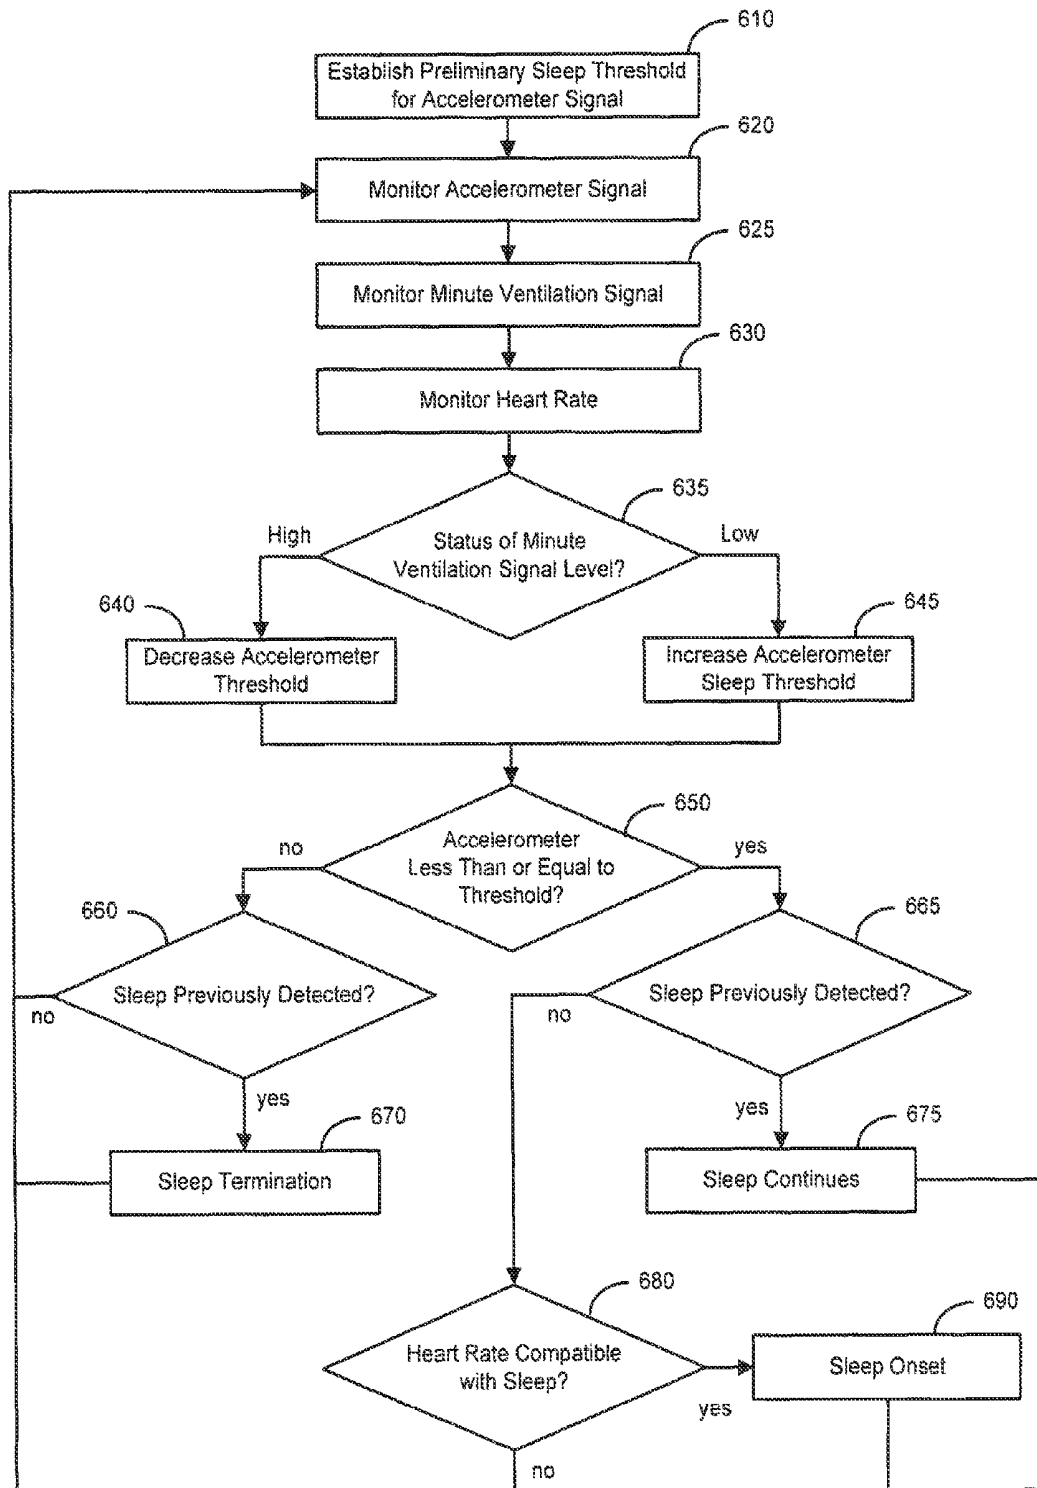 610
Establish Preliminary Sleep Threshold
for Accelerometer Signal
620
Monitor Accelerometer Signal
625
Monitor Minute Ventilation Signal
630
Monitor Heart Rate
635
High
Status of Minute
Ventilation Signal Level?
Low
640
645
Decrease Accelerometer
Threshold
Increase Accelerometer
Sleep Threshold
650
no
Accelerometer
Less Than or Equal to
Threshold?
yes
660
665
Sleep Previously Detected?
no
yes
Sleep Previously Detected?
no
yes
670
675
Sleep Termination
Sleep Continues
680
690
Heart Rate Compatible
with Sleep?
yes
Sleep Onset
no